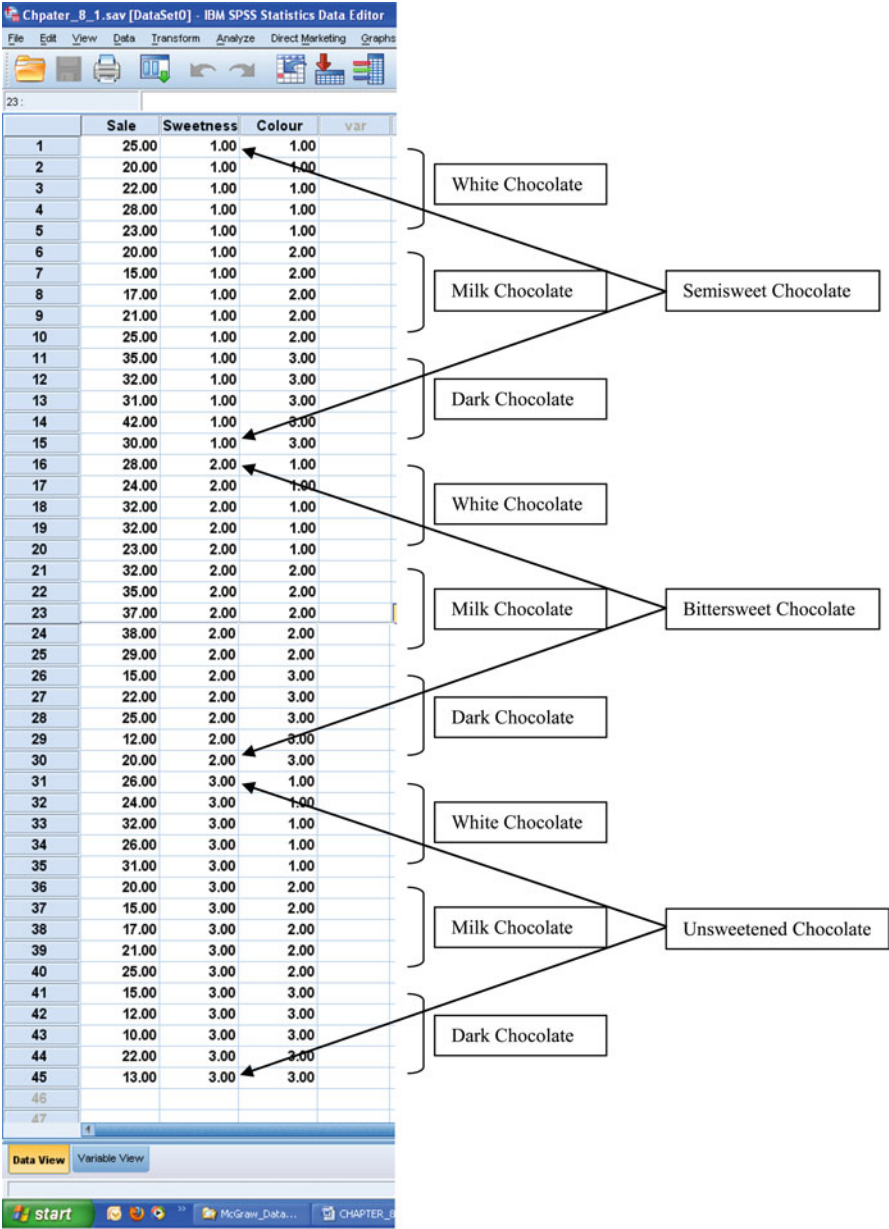 Chpater_8_1.sav [DataSet0] - IBM SPSS Statistics Data Editor
File Edit View Data Transform Analyze Direct Marketing Graphs
23 :
Sale Sweetness Colour var
1 25.00 1.00 1.00
2 20.00 1.00 1.00
3 22.00 1.00 1.00
4 28.00 1.00 1.00
5 23.00 1.00 1.00
6 20.00 1.00 2.00
7 15.00 1.00 2.00
8 17.00 1.00 2.00
9 21.00 1.00 2.00
10 25.00 1.00 2.00
11 35.00 1.00 3.00
12 32.00 1.00 3.00
13 31.00 1.00 3.00
14 42.00 1.00 3.00
15 30.00 1.00 3.00
16 28.00 2.00 1.00
17 24.00 2.00 1.00
18 32.00 2.00 1.00
19 32.00 2.00 1.00
20 23.00 2.00 1.00
21 32.00 2.00 2.00
22 35.00 2.00 2.00
23 37.00 2.00 2.00
24 38.00 2.00 2.00
25 29.00 2.00 2.00
26 15.00 2.00 3.00
27 22.00 2.00 3.00
28 25.00 2.00 3.00
29 12.00 2.00 3.00
30 20.00 2.00 3.00
31 26.00 3.00 1.00
32 24.00 3.00 1.00
33 32.00 3.00 1.00
34 26.00 3.00 1.00
35 31.00 3.00 1.00
36 20.00 3.00 2.00
37 15.00 3.00 2.00
38 17.00 3.00 2.00
39 21.00 3.00 2.00
40 25.00 3.00 2.00
41 15.00 3.00 3.00
42 12.00 3.00 3.00
43 10.00 3.00 3.00
44 22.00 3.00 3.00
45 13.00 3.00 3.00
46
47
White Chocolate
Milk Chocolate
Semisweet Chocolate
Dark Chocolate
White Chocolate
Milk Chocolate
Bittersweet Chocolate
Dark Chocolate
White Chocolate
Milk Chocolate
Unsweetened Chocolate
Dark Chocolate
Data View Variable View
start McGraw_Data... CHAPTER_8